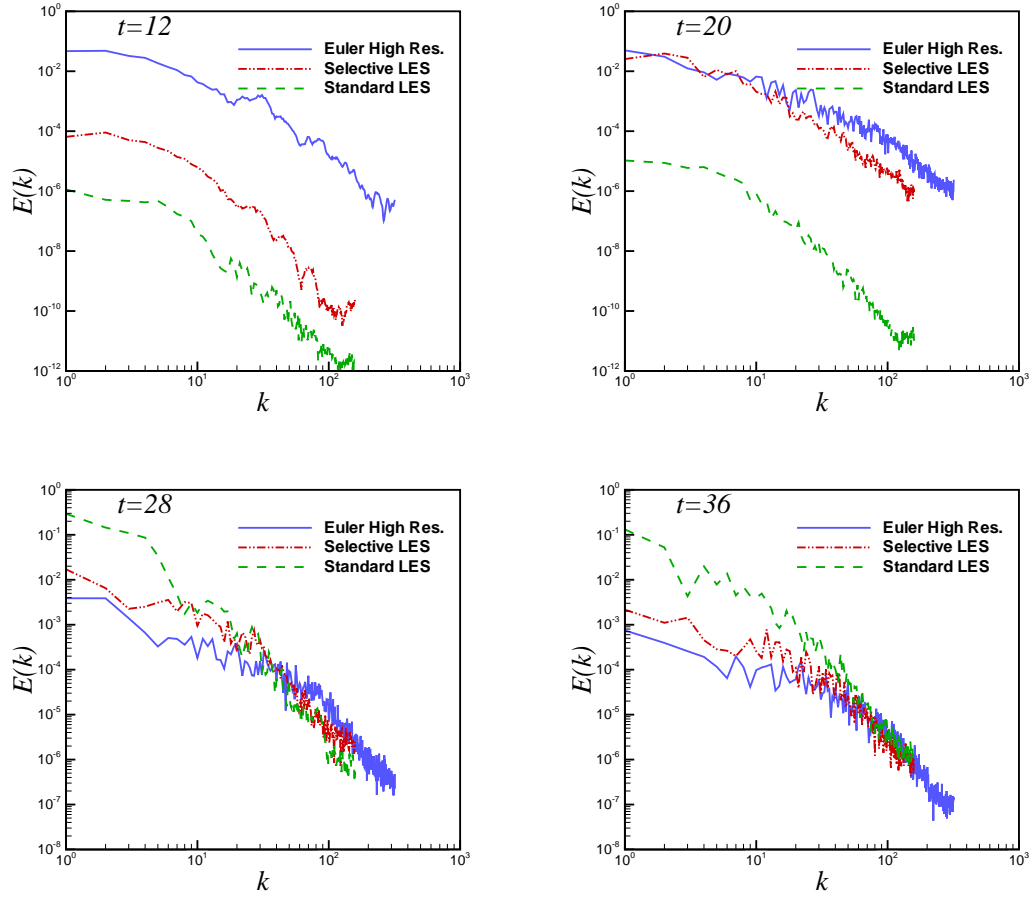 t=12
Euler High Res.
Selective LES
Standard LES
E(k)
10^0
10^-2
10^-4
10^-6
10^-8
10^-10
10^-12
10^0 10^1 10^2 10^3
k
t=20
Euler High Res.
Selective LES
Standard LES
E(k)
10^0
10^-2
10^-4
10^-6
10^-8
10^-10
10^-12
10^0 10^1 10^2 10^3
k
t=28
Euler High Res.
Selective LES
Standard LES
E(k)
10^0
10^-1
10^-2
10^-3
10^-4
10^-5
10^-6
10^-7
10^-8
10^0 10^1 10^2 10^3
k
t=36
Euler High Res.
Selective LES
Standard LES
E(k)
10^0
10^-1
10^-2
10^-3
10^-4
10^-5
10^-6
10^-7
10^-8
10^0 10^1 10^2 10^3
k